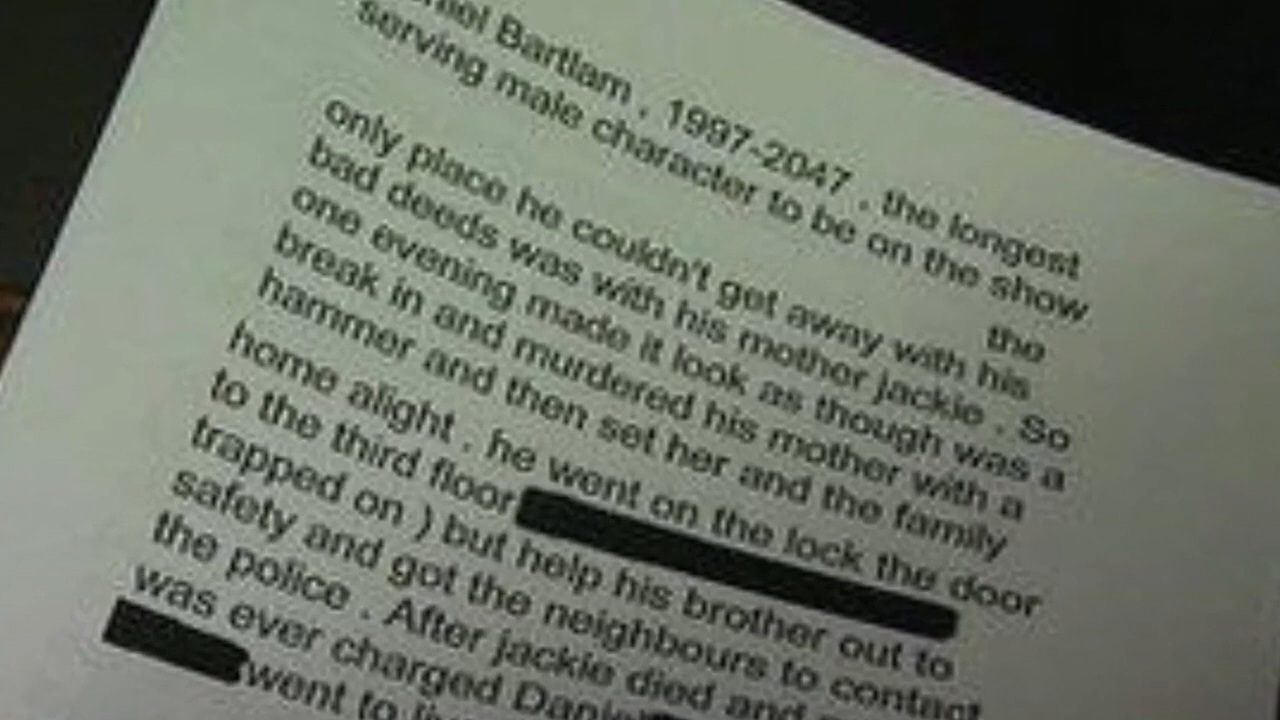 niel Bartlam , 1997-2047 , the longest
serving male character to be on the show
the
only place he couldn't get away with his
bad deeds was with his mother jackie . So
one evening made it look as though was a
break in and murdered his mother with a
hammer and then set her and the family
home alight . he went on the lock the door
to the third floor
trapped on ) but help his brother out to
safety and got the neighbours to contact
the police . After jackie died and
was ever charged Daniel
went to